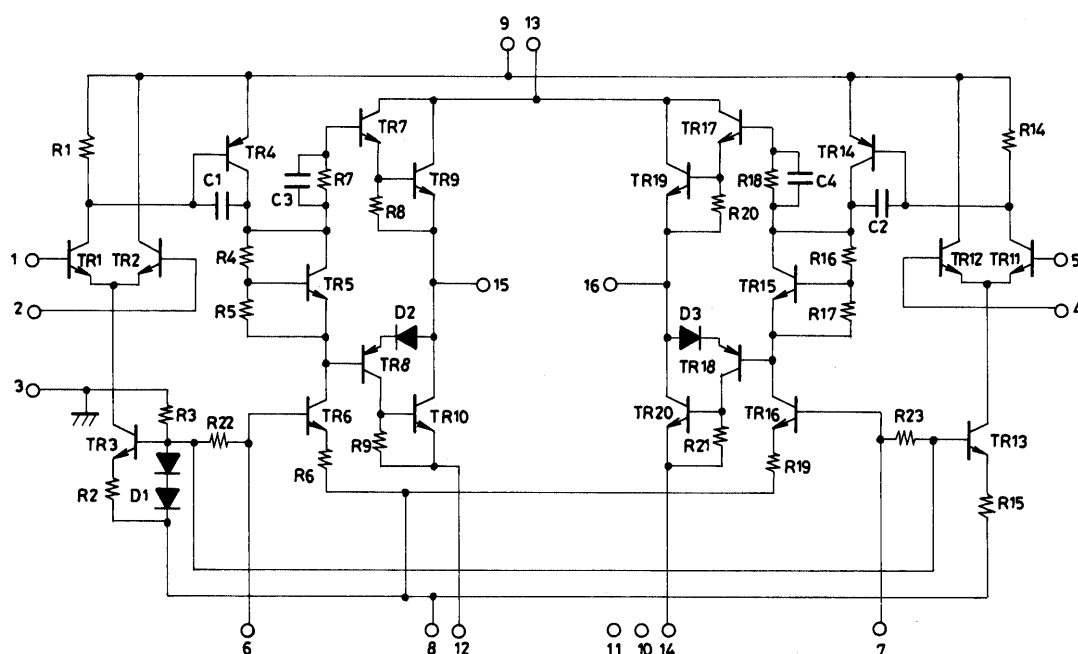 9 13
TR7 TR17
R1 TR4 TR14 R14
C1 R7 TR9 TR19 R18 C4
C3 R8 R20 C2
1 TR1 TR2 R4 R16 TR12 TR11 5
TR5 15 16 TR15
2 R5 D2 D3 R17 4
TR8 TR18
3 R3 R22 TR6 TR10 TR20 TR16 R23
TR3 R9 R21 TR13
R2 D1 R6 R19 R15
6 8 12 11 10 14 7